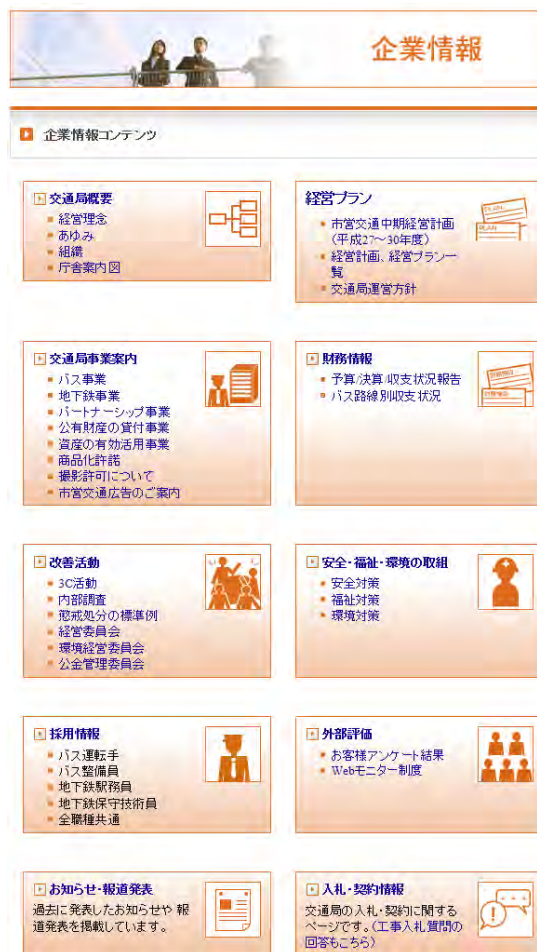 企業情報
企業情報コンテンツ
交通局概要
経営理念
あゆみ
組織
庁舎案内図
経営プラン
市営交通中期経営計画
（平成27～30年度）
経営計画、経営プラン一
覧
交通局運営方針
交通局事業案内
バス事業
地下鉄事業
パートナーシップ事業
公有財産の貸付事業
資産の有効活用事業
商品化許諾
撮影許可について
市営交通広告のご案内
財務情報
予算/決算/収支状況報告
バス路線別収支状況
改善活動
3C活動
内部調査
懲戒処分の標準例
経営委員会
環境経営委員会
公金管理委員会
安全・福祉・環境の取組
安全対策
福祉対策
環境対策
採用情報
バス運転手
バス整備員
地下鉄駅務員
地下鉄保守技術員
全職種共通
外部評価
お客様アンケート結果
Webモニター制度
お知らせ・報道発表
過去に発表したお知らせや 報
道発表を掲載しています。
入札・契約情報
交通局の入札・契約に関する
ページです。（工事入札質問の
回答もこちら）